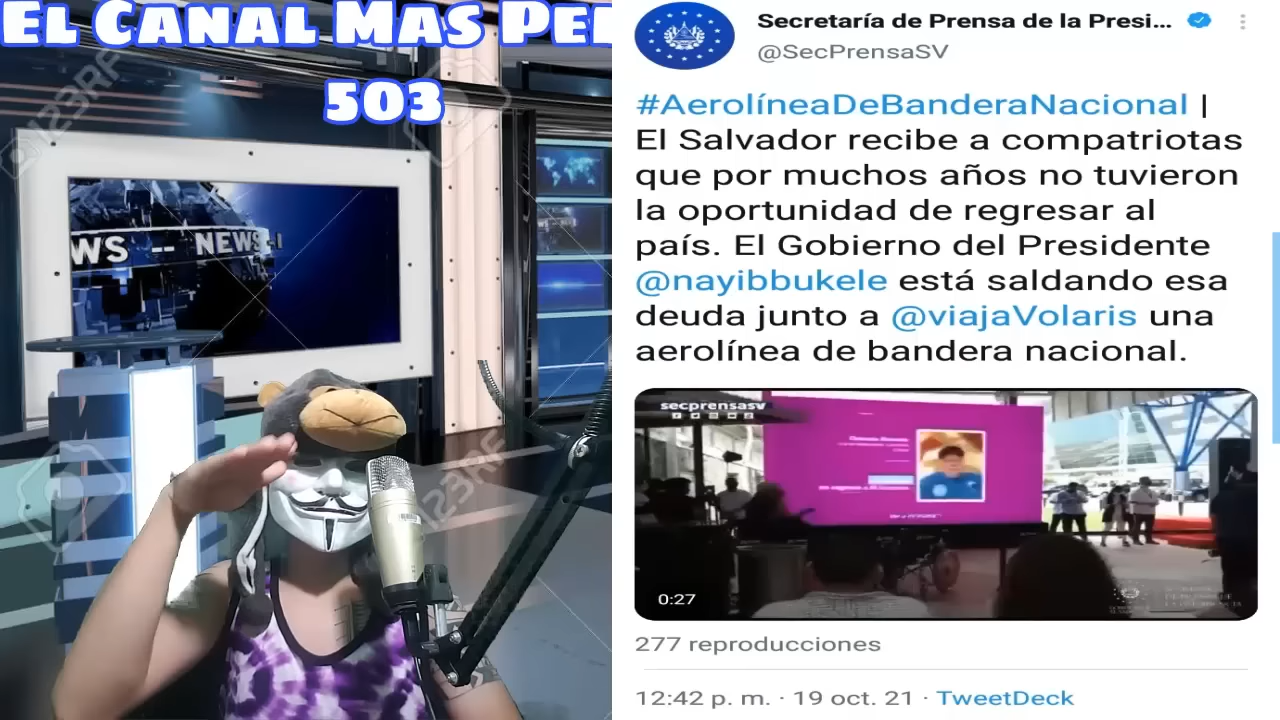 El Canal Mas Pe
503
WS -- NEWS -
@123RF
123RF
Secretaría de Prensa de la Presi...
@SecPrensaSV
#AerolíneaDeBanderaNacional |
El Salvador recibe a compatriotas
que por muchos años no tuvieron
la oportunidad de regresar al
país. El Gobierno del Presidente
@nayibbukele está saldando esa
deuda junto a @viajaVolaris una
aerolínea de bandera nacional.
secprensasv
0:27
277 reproducciones
12:42 p. m. · 19 oct. 21 · TweetDeck